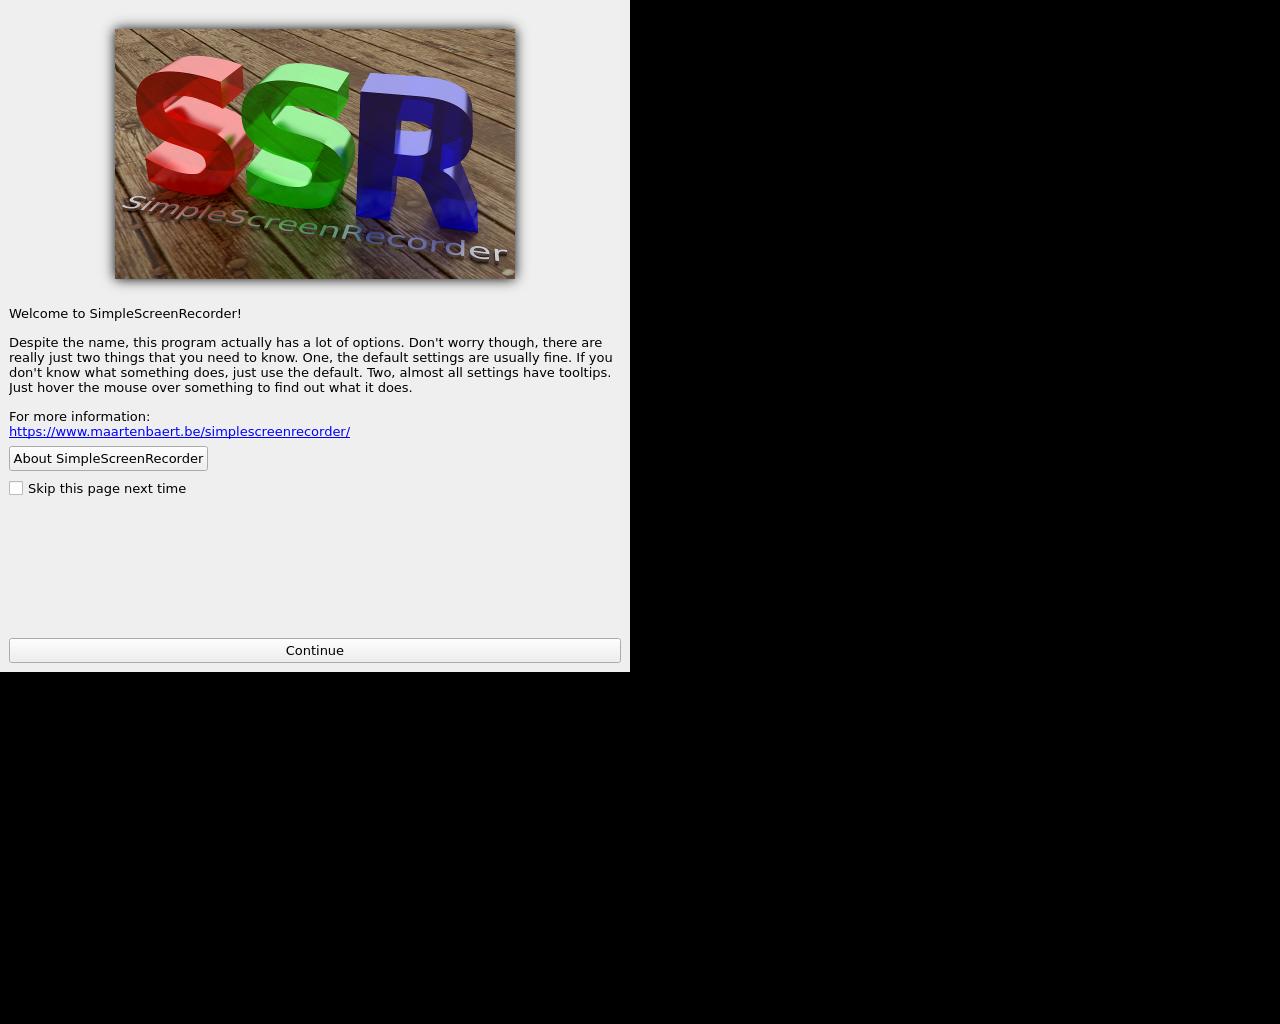 SSR
SimpleScreenRecorder
Welcome to SimpleScreenRecorder!
Despite the name, this program actually has a lot of options. Don't worry though, there are
really just two things that you need to know. One, the default settings are usually fine. If you
don't know what something does, just use the default. Two, almost all settings have tooltips.
Just hover the mouse over something to find out what it does.
For more information:
https://www.maartenbaert.be/simplescreenrecorder/
About SimpleScreenRecorder
Skip this page next time
Continue